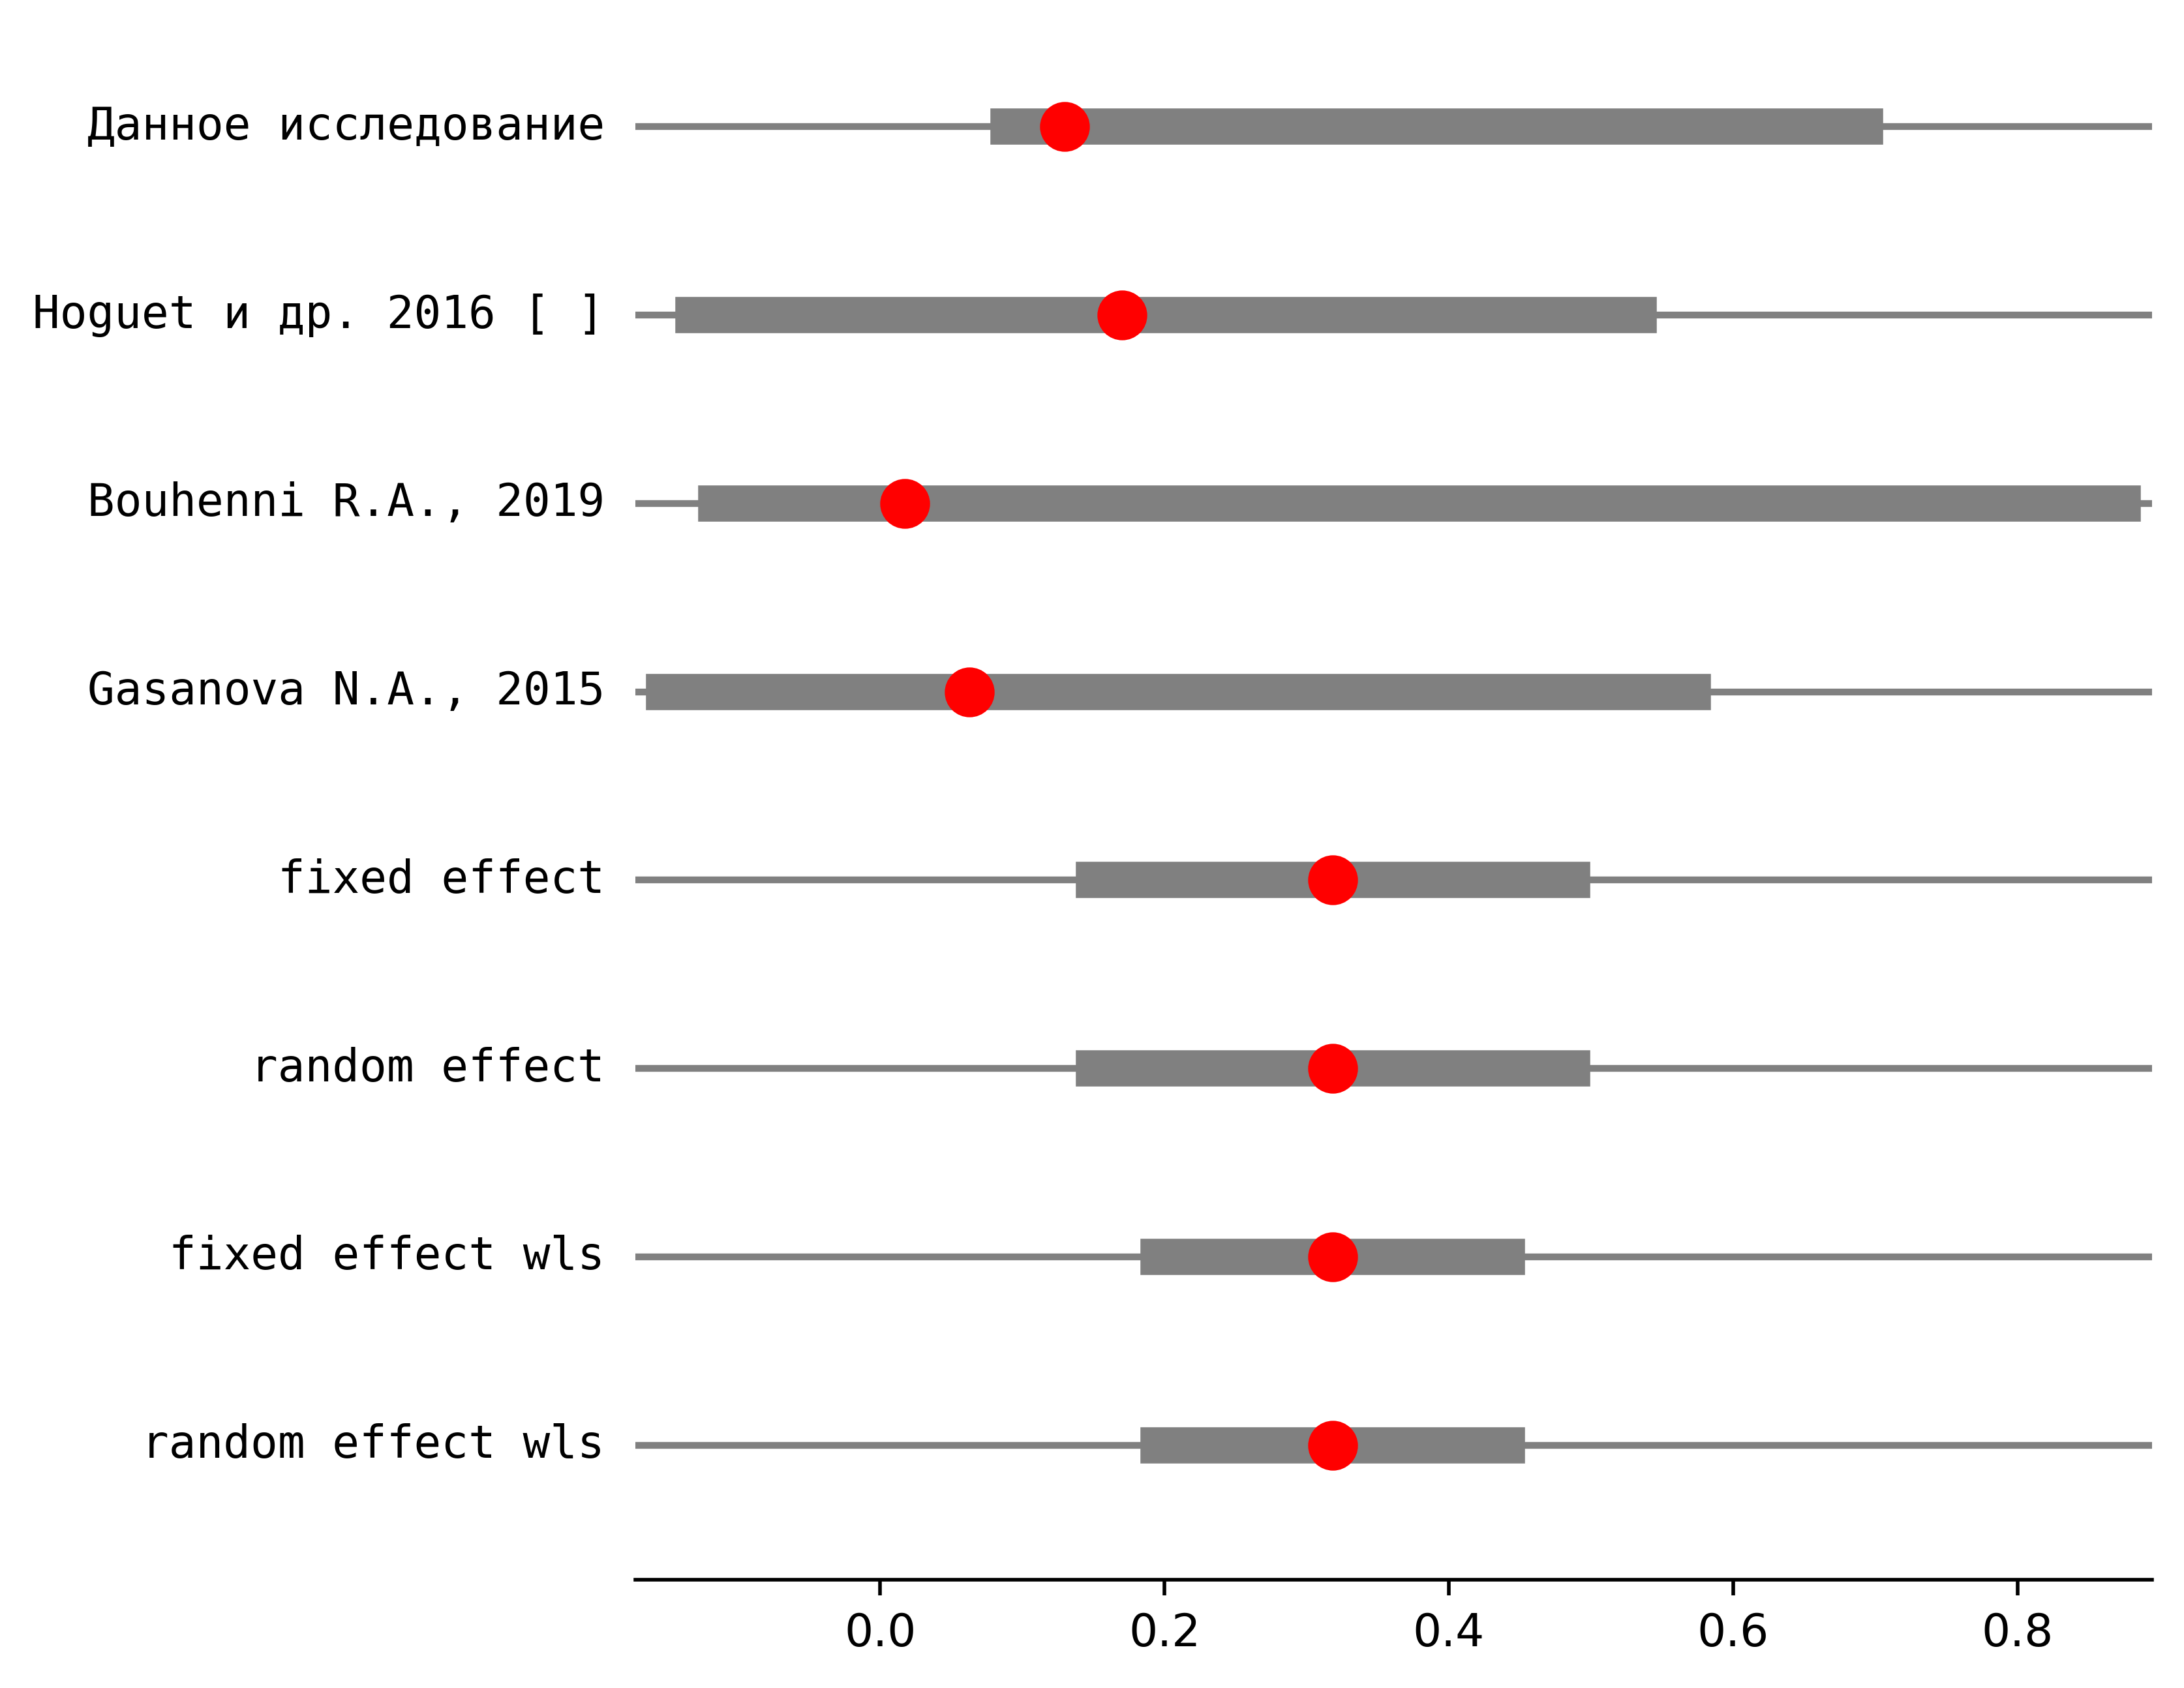 Данное исследование
Hoguet и др. 2016 [ ]
Bouhenni R.A., 2019
Gasanova N.A., 2015
fixed effect
random effect
fixed effect wls
random effect wls
0.0 0.2 0.4 0.6 0.8